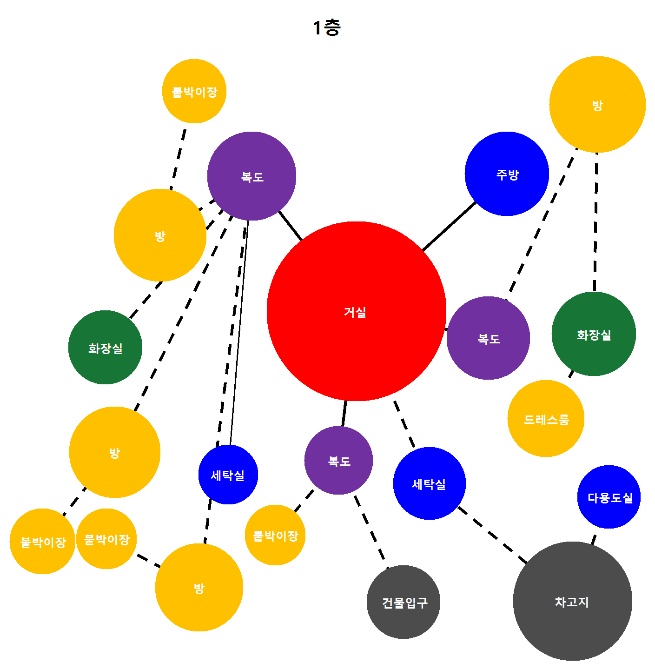 1층
붙박이장
방
복도
주방
방
거실
화장실
복도
화장실
드레스룸
방
복도
세탁실
세탁실
다용도실
붙박이장
붙박이장
붙박이장
방
건물입구
차고지